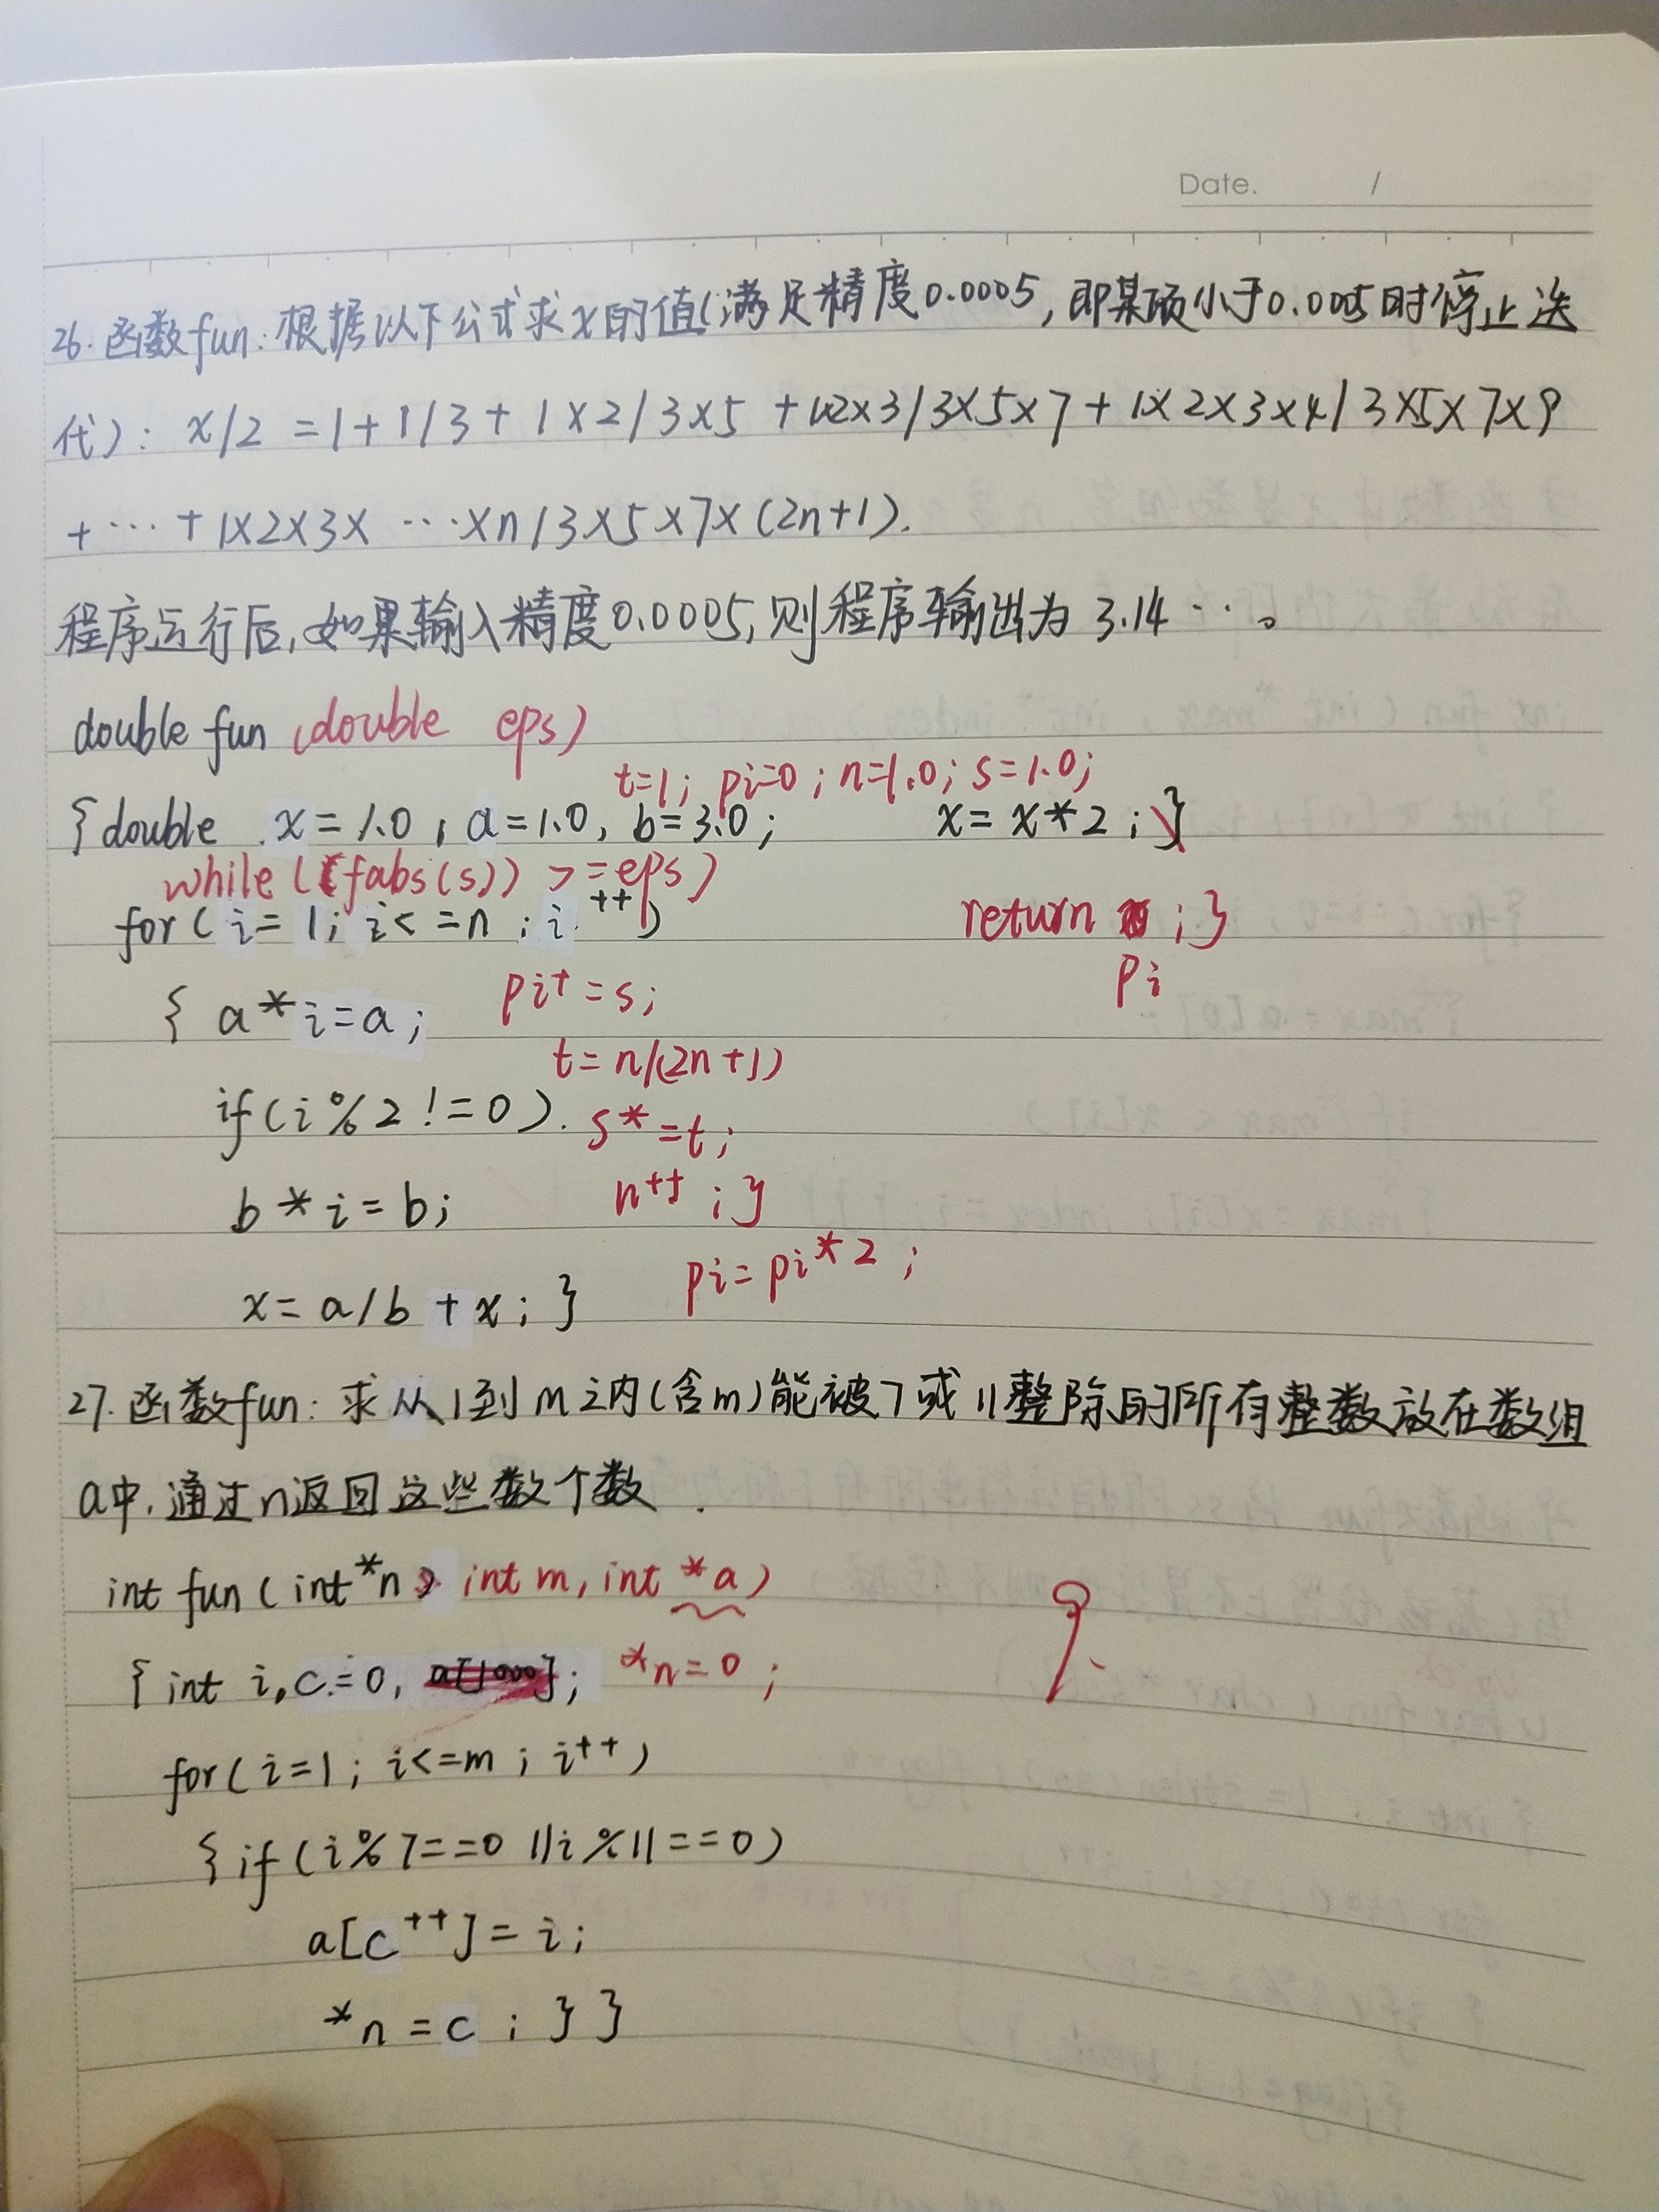 Date. /
26. 函数fun: 根据以下公式求x的值(满足精度0.0005, 即某项小于0.0005时停止迭
代): x/2 = 1+1/3+1×2/3×5+1×2×3/3×5×7+1×2×3×4/3×5×7×9
+…+1×2×3×…×n/3×5×7×(2n+1).
程序运行后, 如果输入精度0.0005, 则程序输出为 3.14…。
double fun (double eps)
t=1; pi=0; n=1.0; s=1.0;
{double x=1.0, a=1.0, b=3.0; x=x*2; }
while((fabs(s)) >=eps)
for(i=1; i<=n; i++) return ;}
pi
{ a*i=a; pi+=s;
t=n/(2n+1)
if(i%2!=0). s*=t;
b*i=b; n++;}
pi=pi*2;
x=a/b+x; }
27. 函数fun: 求从1到m之内(含m)能被7或11整除的所有整数放在数组
a中, 通过n返回这些数个数.
int fun(int*n, int m, int *a)
{int i,c=0, a[1000]; *n=0;
for(i=1; i<=m; i++)
{if(i%7==0||i%11==0)
a[c++]=i;
*n=c; } }